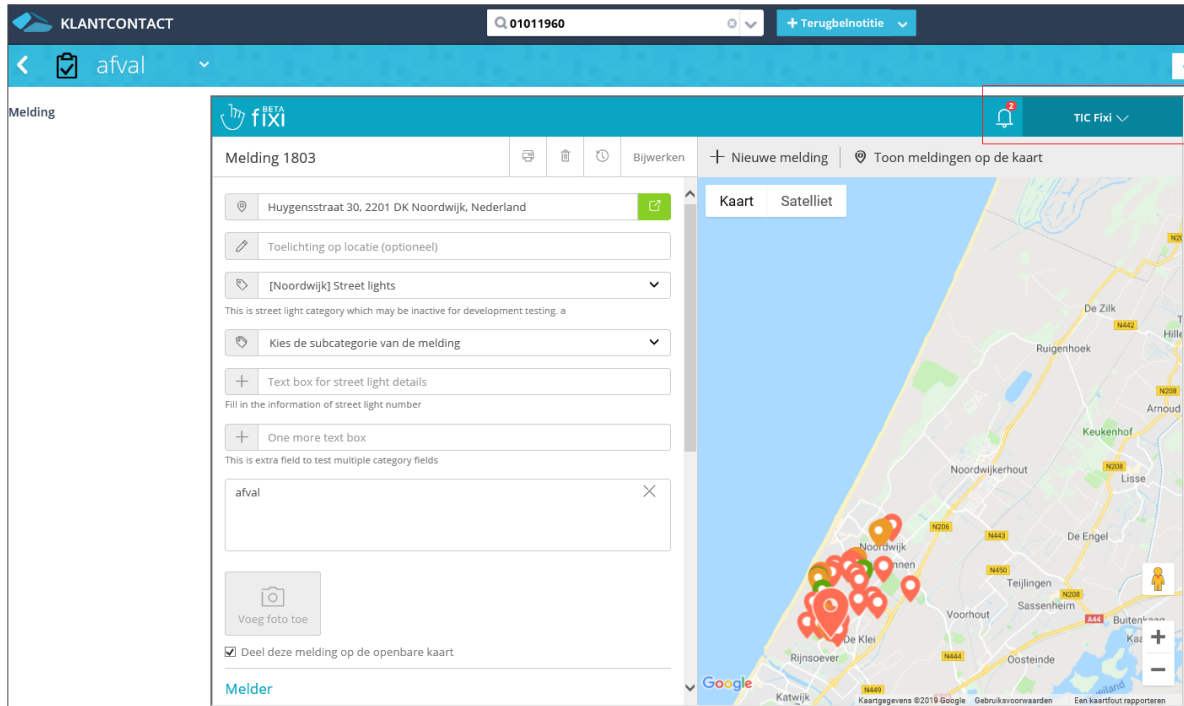 KLANTCONTACT
01011960
+ Terugbelnotitie
afval
Melding
fixi BETA
2
TIC Fixi
Melding 1803
Bijwerken
+ Nieuwe melding
Toon meldingen op de kaart
Huygensstraat 30, 2201 DK Noordwijk, Nederland
Toelichting op locatie (optioneel)
[Noordwijk] Street lights
This is street light category which may be inactive for development testing. a
Kies de subcategorie van de melding
Text box for street light details
Fill in the information of street light number
One more text box
This is extra field to test multiple category fields
afval
Voeg foto toe
Deel deze melding op de openbare kaart
Melder
Kaart
Satelliet
De Zilk
N442
Ruigenhoek
N208
Keukenhof
Noordwijkerhout
N208
Lisse
N206
N443
De Engel
Noordwijk
N450
Teijlingen
N208
Sassenheim
Voorhout
A44
De Klei
Rijnsoever
N444
Oosteinde
Google
N449
Katwijk
Kaartgegevens ©2019 Google
Gebruiksvoorwaarden
Een kaartfout rapporteren